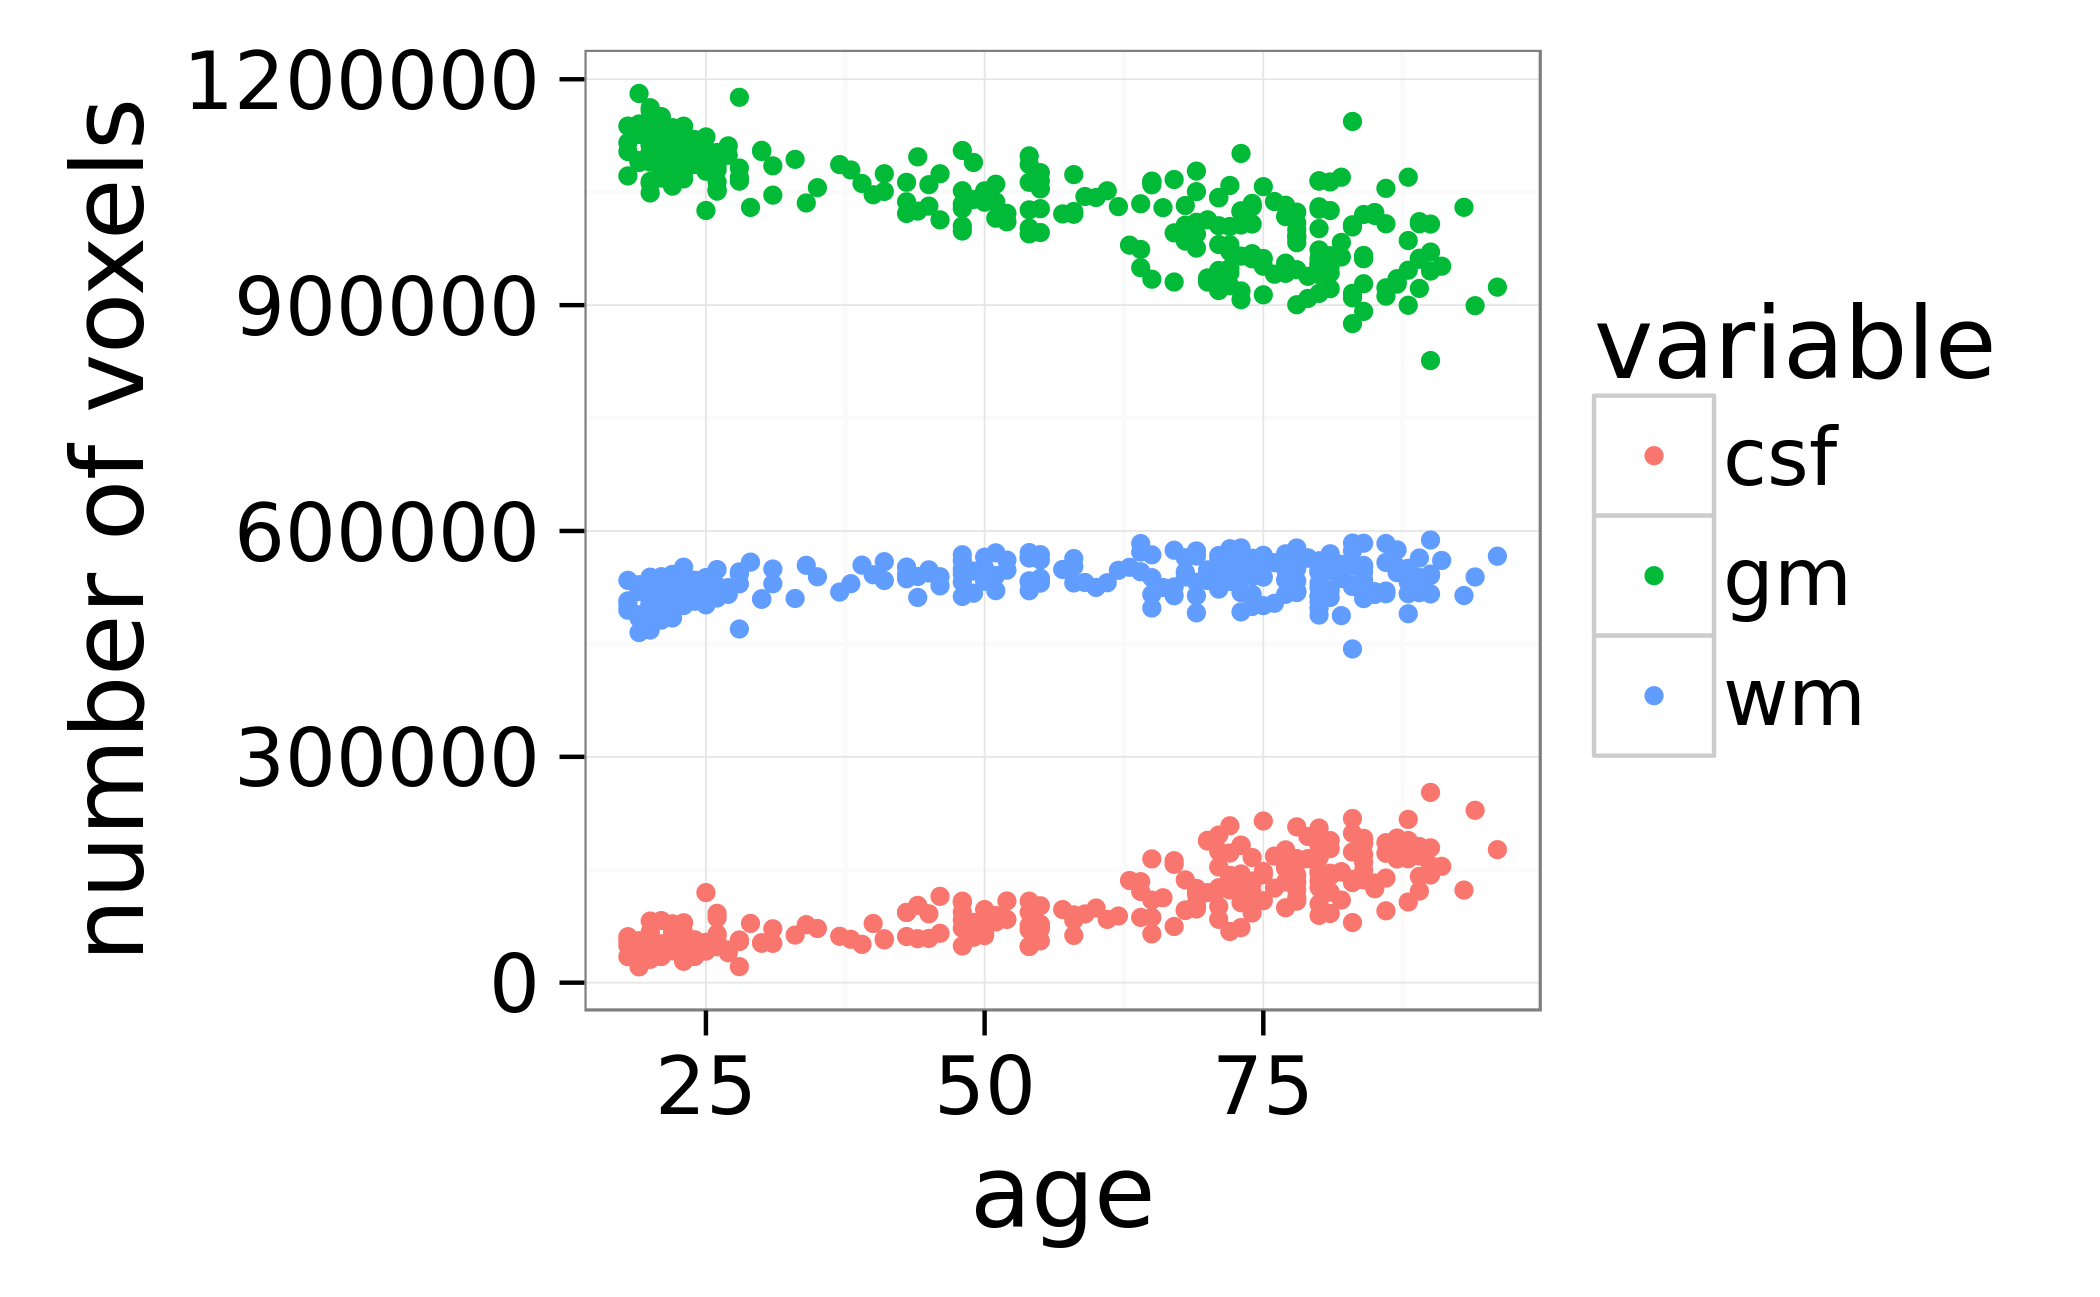 number of voxels
1200000
900000
600000
300000
0
25 50 75
age
variable
csf
gm
wm